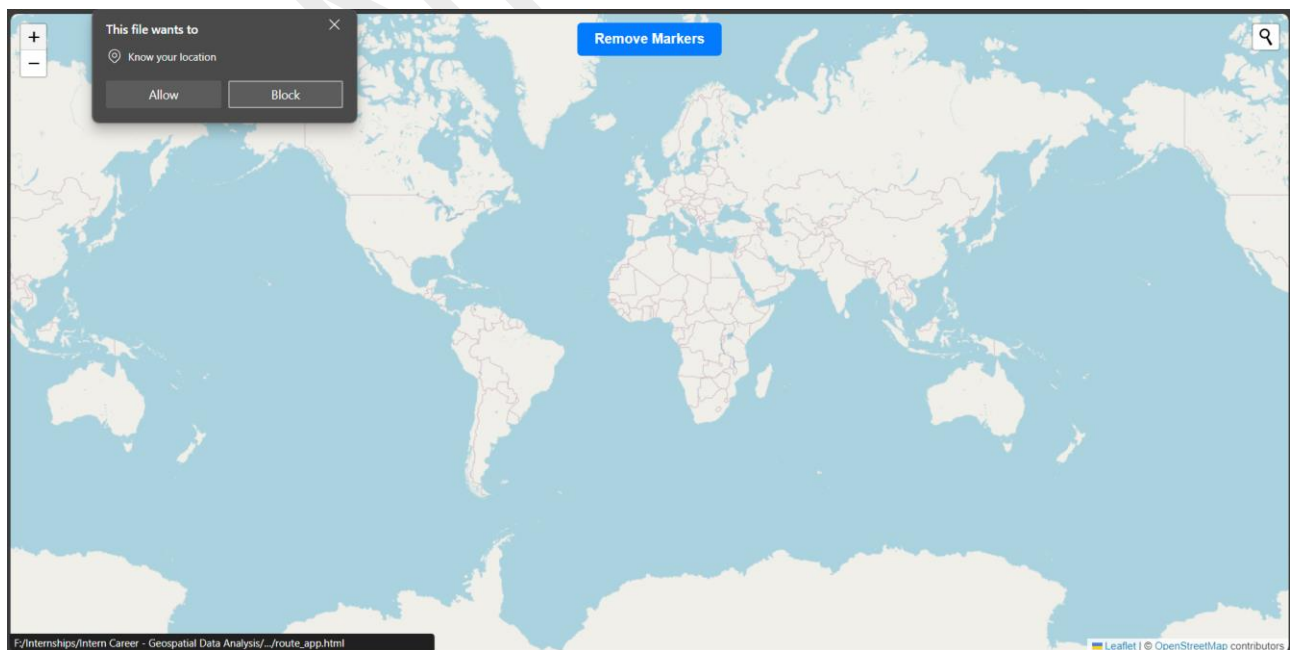 This file wants to
Know your location
Allow
Block
+
−
Remove Markers
F:/Internships/Intern Career - Geospatial Data Analysis/.../route_app.html
Leaflet | © OpenStreetMap contributors